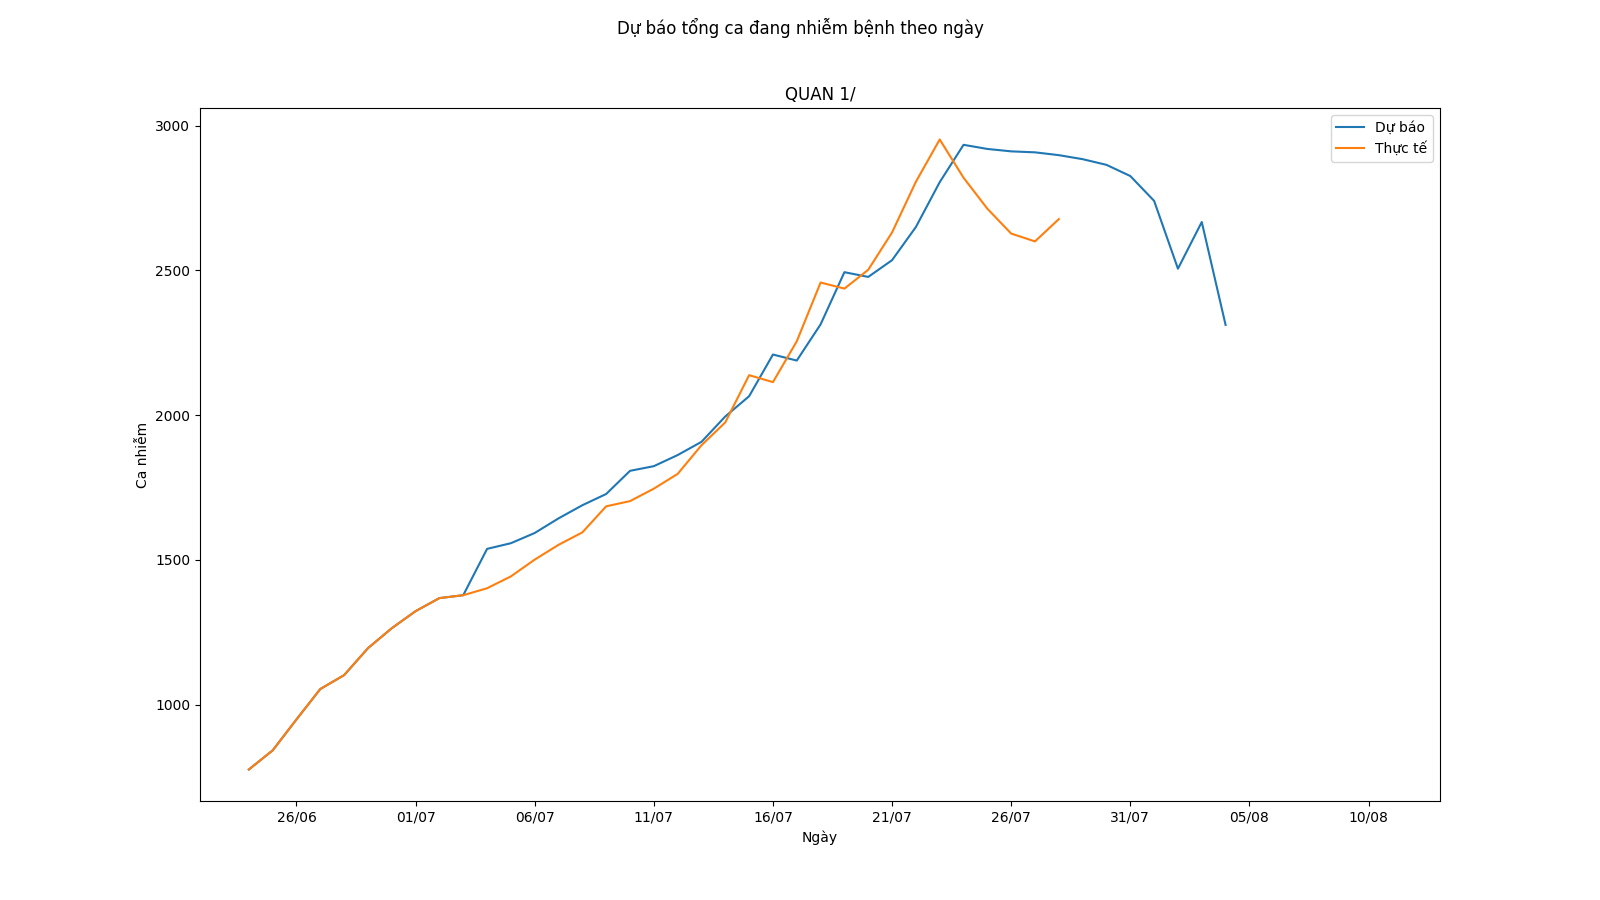 Dự báo tổng ca đang nhiễm bệnh theo ngày
QUAN 1/
Dự báo
Thực tế
3000
2500
2000
1500
1000
Ca nhiễm
26/06
01/07
06/07
11/07
16/07
21/07
26/07
31/07
05/08
10/08
Ngày